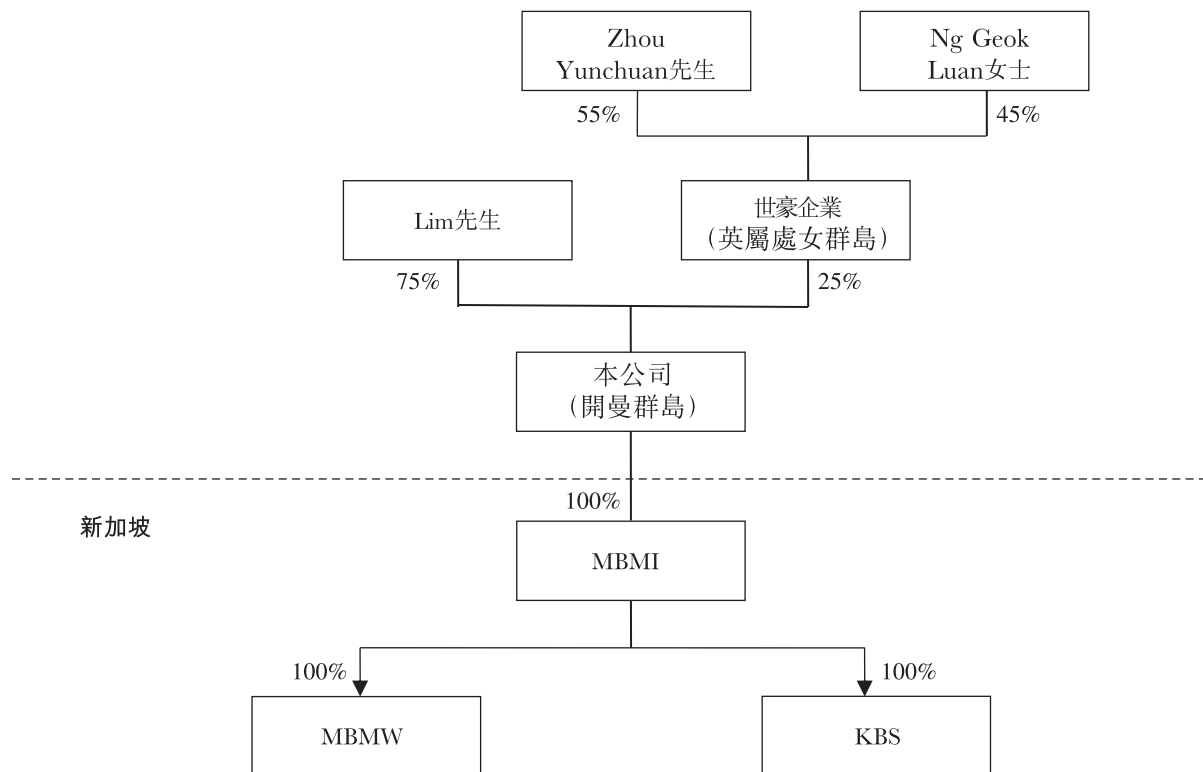 Zhou
Yunchuan先生
Ng Geok
Luan女士
55%
45%
Lim先生
世豪企業
（英屬處女群島）
75%
25%
本公司
（開曼群島）
100%
新加坡
MBMI
100%
100%
MBMW
KBS